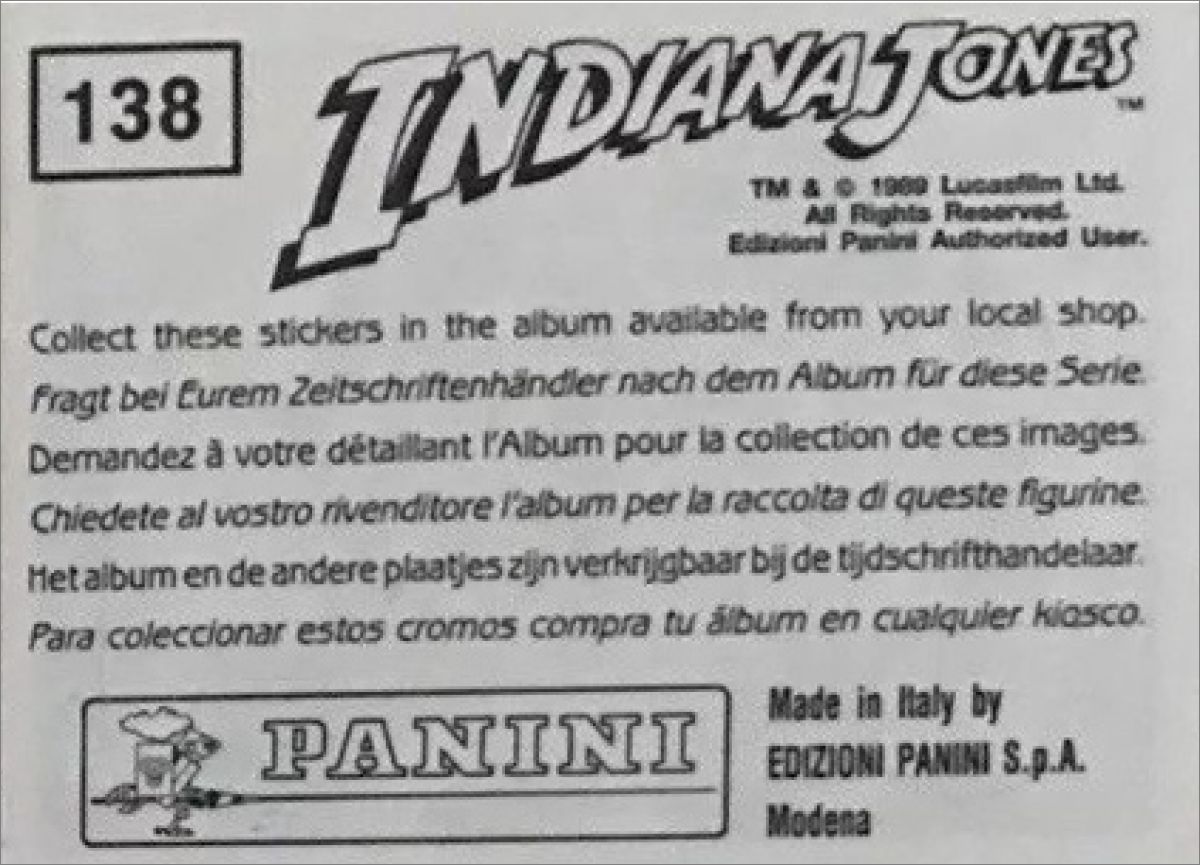 138
INDIANA JONES
™
TM & © 1989 Lucasfilm Ltd.
All Rights Reserved.
Edizioni Panini Authorized User.
Collect these stickers in the album available from your local shop.
Fragt bei Eurem Zeitschriftenhändler nach dem Album für diese Serie.
Demandez à votre détaillant l'Album pour la collection de ces images.
Chiedete al vostro rivenditore l'album per la raccolta di queste figurine.
Het album en de andere plaatjes zijn verkrijgbaar bij de tijdschrifthandelaar.
Para coleccionar estos cromos compra tu álbum en cualquier kiosco.
PANINI
Made in Italy by
EDIZIONI PANINI S.p.A.
Modena